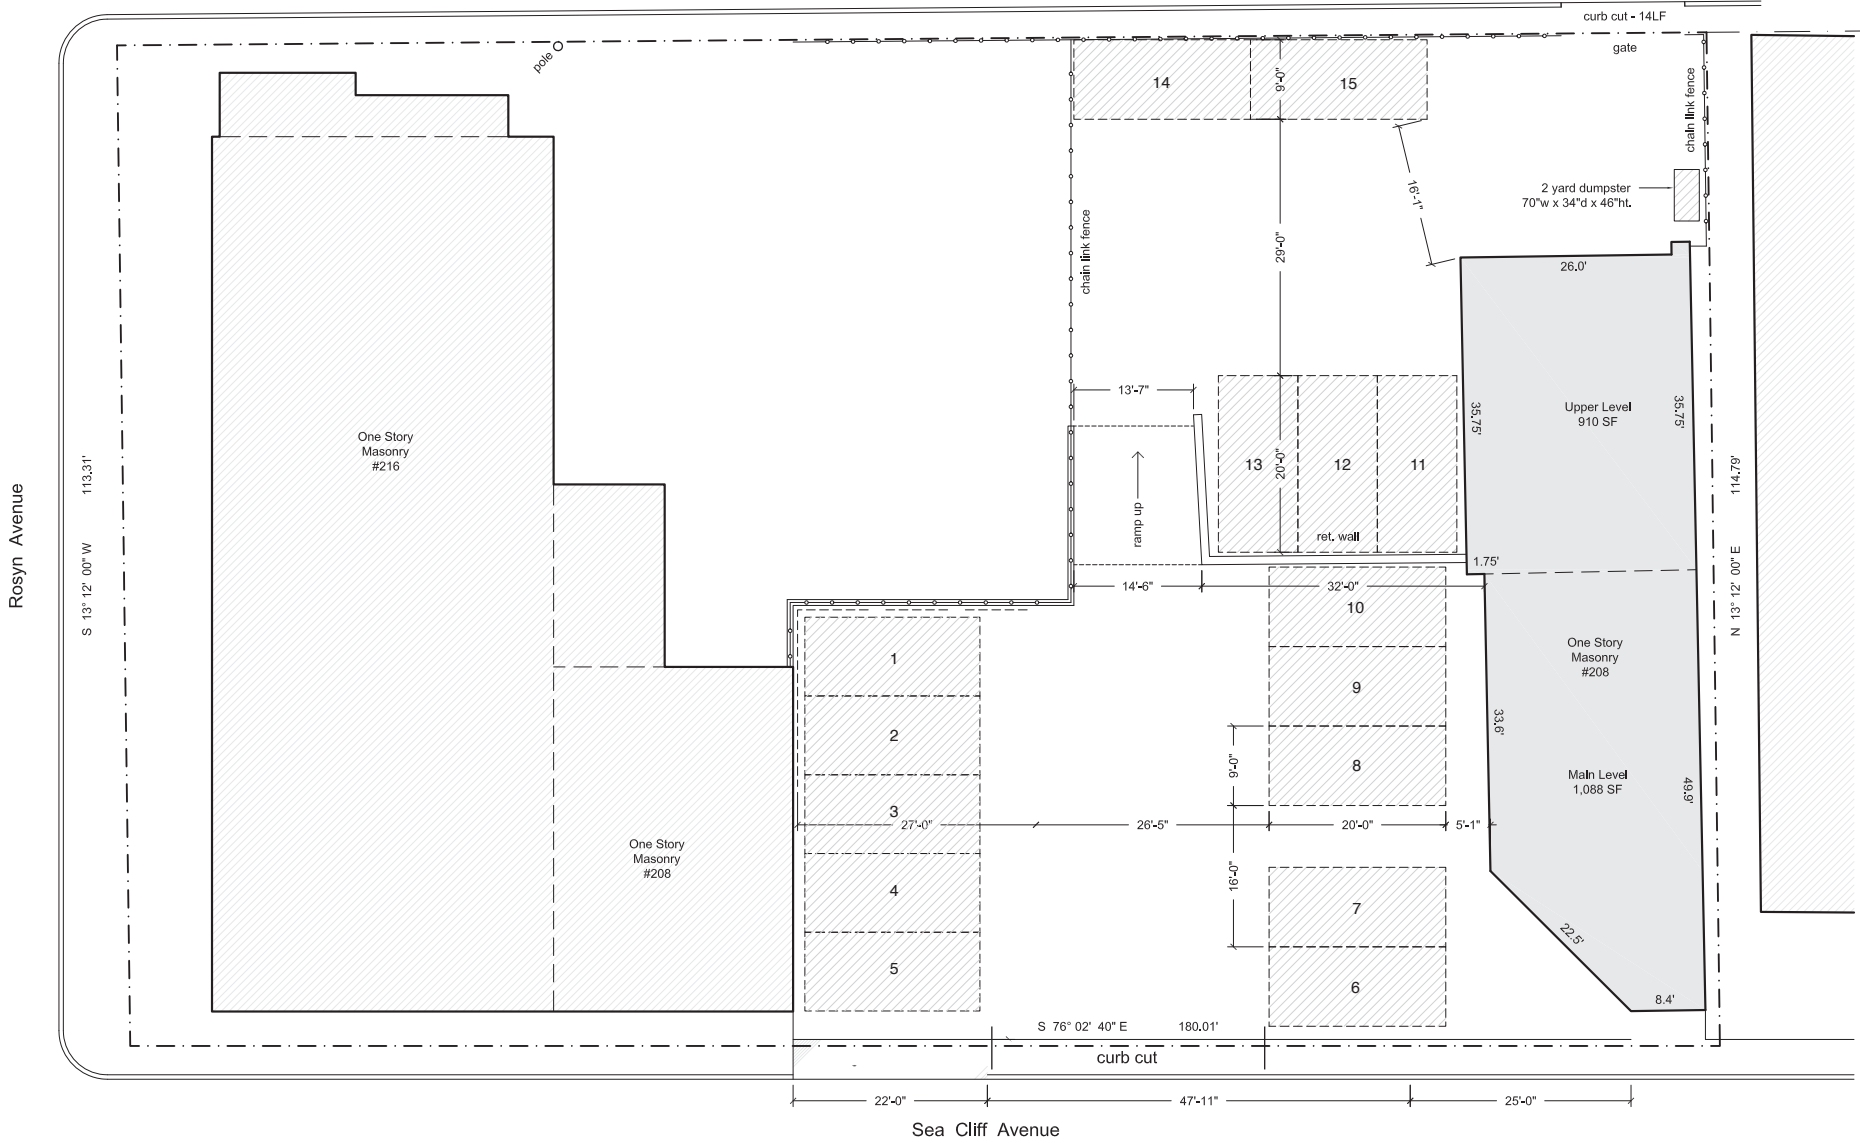 curb cut - 14LF
gate
pole
chain link fence
14
15
9'-0"
16'-1"
2 yard dumpster
70"w x 34"d x 46"ht.
chain link fence
29'-0"
26.0'
13'-7"
Upper Level
910 SF
35.75'
35.75'
One Story
Masonry
#216
13
12
11
20'-0"
ramp up
ret. wall
1.75'
14'-6"
32'-0"
Rosyn Avenue
S 13° 12' 00" W 113.31'
N 13° 12' 00" E 114.79'
1
2
3
4
5
10
9
8
7
6
One Story
Masonry
#208
33.6'
Main Level
1,088 SF
49.9'
9'-0"
27'-0"
26'-5"
20'-0"
5'-1"
16'-0"
One Story
Masonry
#208
22.5'
8.4'
S 76° 02' 40" E 180.01'
curb cut
22'-0"
47'-11"
25'-0"
Sea Cliff Avenue